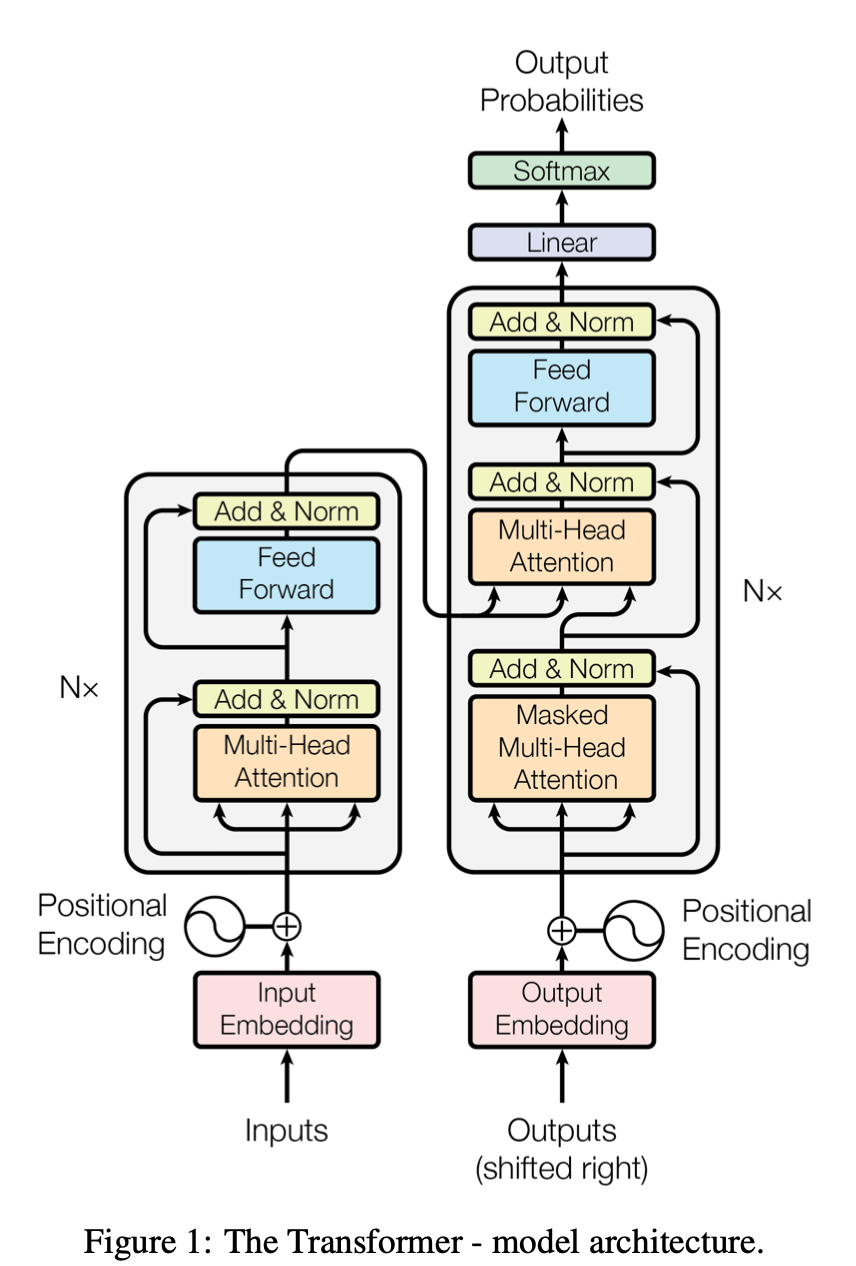 Output
Probabilities
Softmax
Linear
Add & Norm
Feed
Forward
Add & Norm
Multi-Head
Attention
Add & Norm
Masked
Multi-Head
Attention
N×
Positional
Encoding
Output
Embedding
Outputs
(shifted right)
Add & Norm
Feed
Forward
Add & Norm
Multi-Head
Attention
N×
Positional
Encoding
Input
Embedding
Inputs
Figure 1: The Transformer - model architecture.